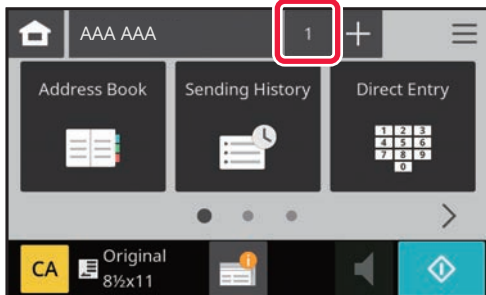 AAA AAA 1
Address Book Sending History Direct Entry
1 2 3
4 5 6
7 8 9
0
CA Original
8½x11